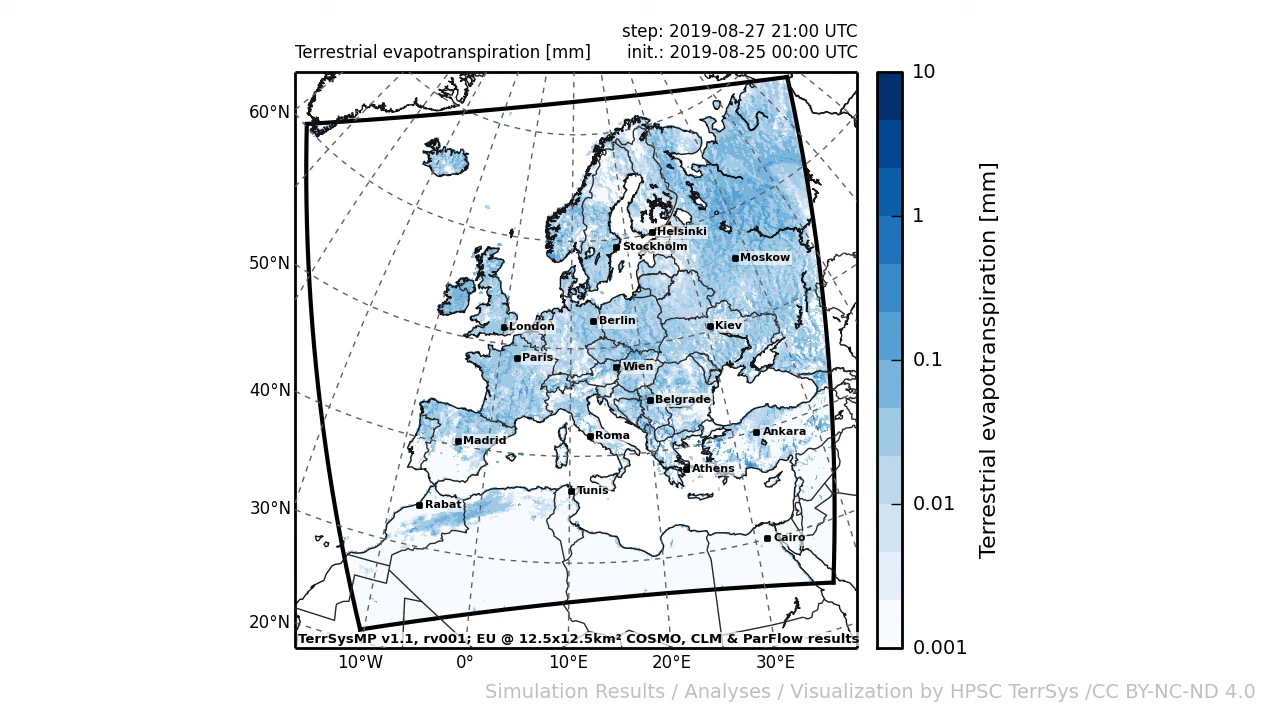 step: 2019-08-27 21:00 UTC
Terrestrial evapotranspiration [mm] init.: 2019-08-25 00:00 UTC
10
60°N
1
Helsinki
Stockholm
Moskow
50°N
London
Berlin
Kiev
Paris
0.1
Wien
40°N
Belgrade
Madrid
Roma
Ankara
Athens
Tunis
30°N
Rabat
0.01
Cairo
20°N
TerrSysMP v1.1, rv001; EU @ 12.5x12.5km² COSMO, CLM & ParFlow results
0.001
10°W 0° 10°E 20°E 30°E
Terrestrial evapotranspiration [mm]
Simulation Results / Analyses / Visualization by HPSC TerrSys /CC BY-NC-ND 4.0